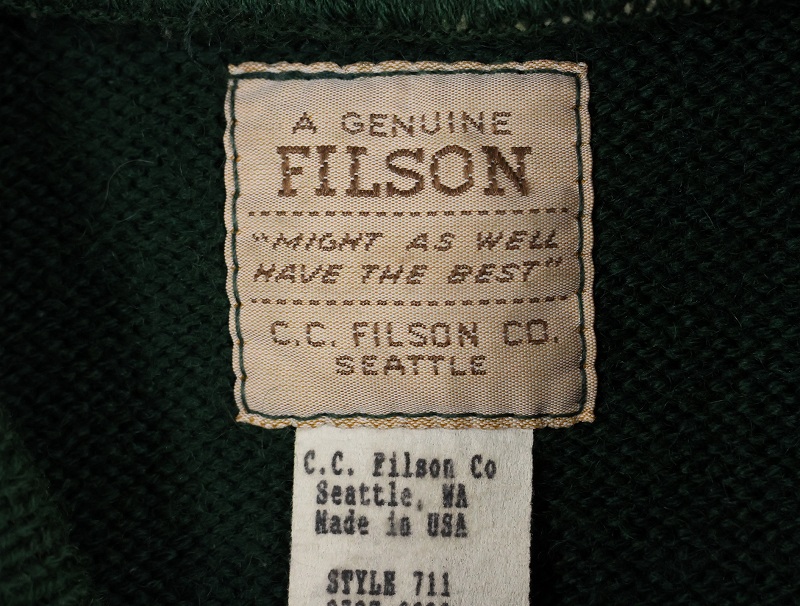 A GENUINE
FILSON
"MIGHT AS WELL
HAVE THE BEST"
C.C. FILSON CO.
SEATTLE
C.C. Filson Co
Seattle, WA
Made in USA
STYLE 711